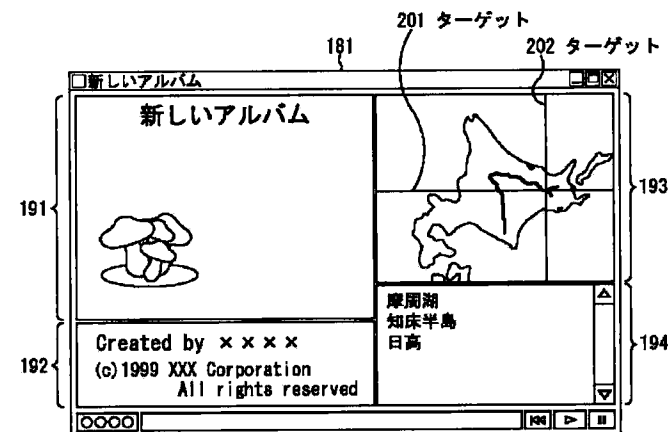 201 ターゲット
202 ターゲット
181
新しいアルバム
新しいアルバム
191
193
摩周湖
知床半島
日高
192
194
Created by ××××
(c)1999 XXX Corporation
All rights reserved